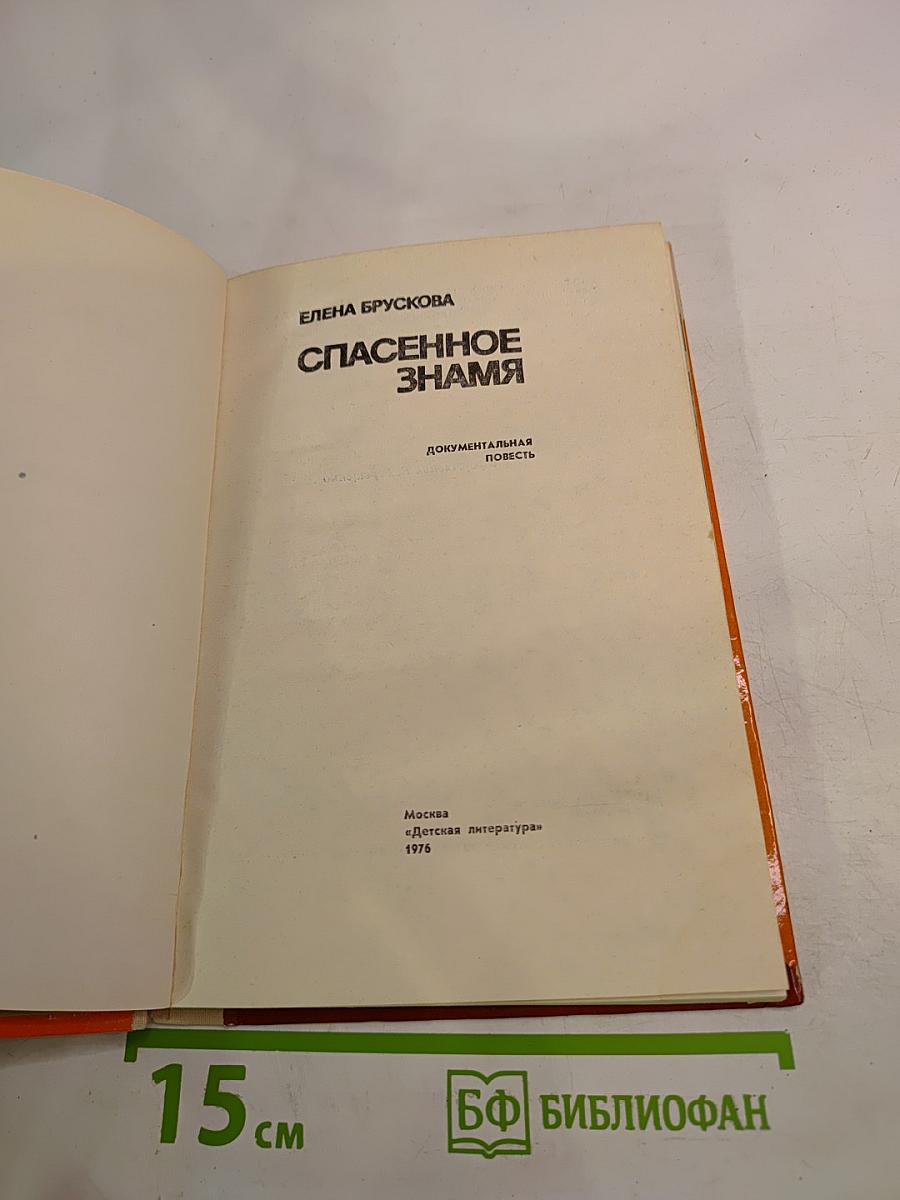 ЕЛЕНА БРУСКОВА
СПАСЕННОЕ
ЗНАМЯ
ДОКУМЕНТАЛЬНАЯ
ПОВЕСТЬ
Москва
«Детская литература»
1976
15 см
БФ БИБЛИОФАН